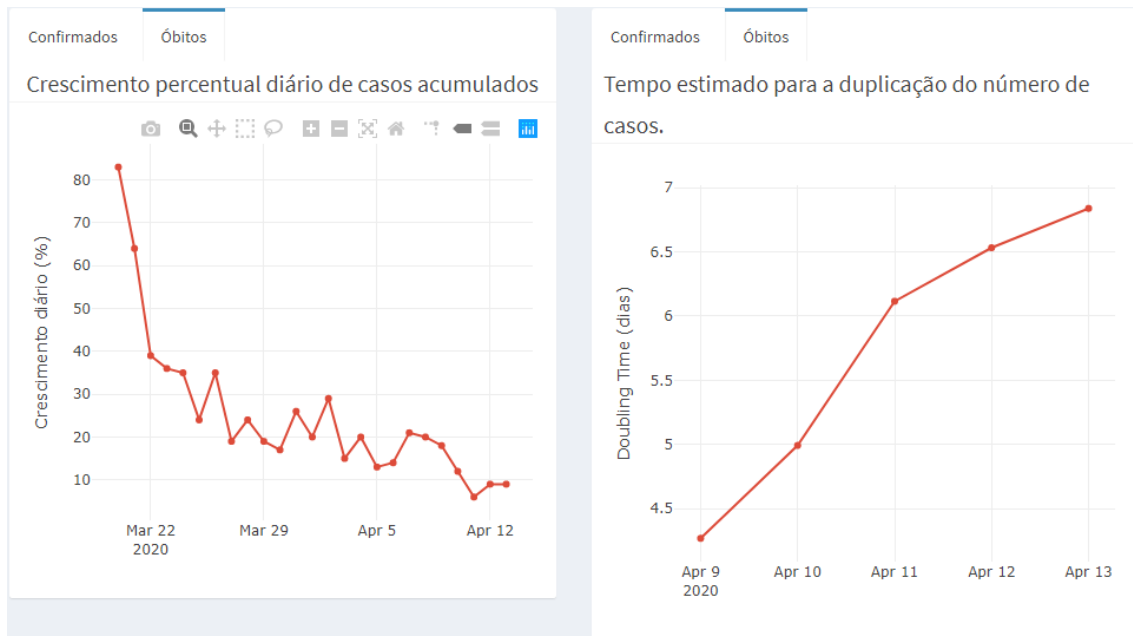 Confirmados
Óbitos
Crescimento percentual diário de casos acumulados
Crescimento diário (%)
80
70
60
50
40
30
20
10
Mar 22
2020
Mar 29
Apr 5
Apr 12
Confirmados
Óbitos
Tempo estimado para a duplicação do número de
casos.
Doubling Time (dias)
7
6.5
6
5.5
5
4.5
Apr 9
2020
Apr 10
Apr 11
Apr 12
Apr 13